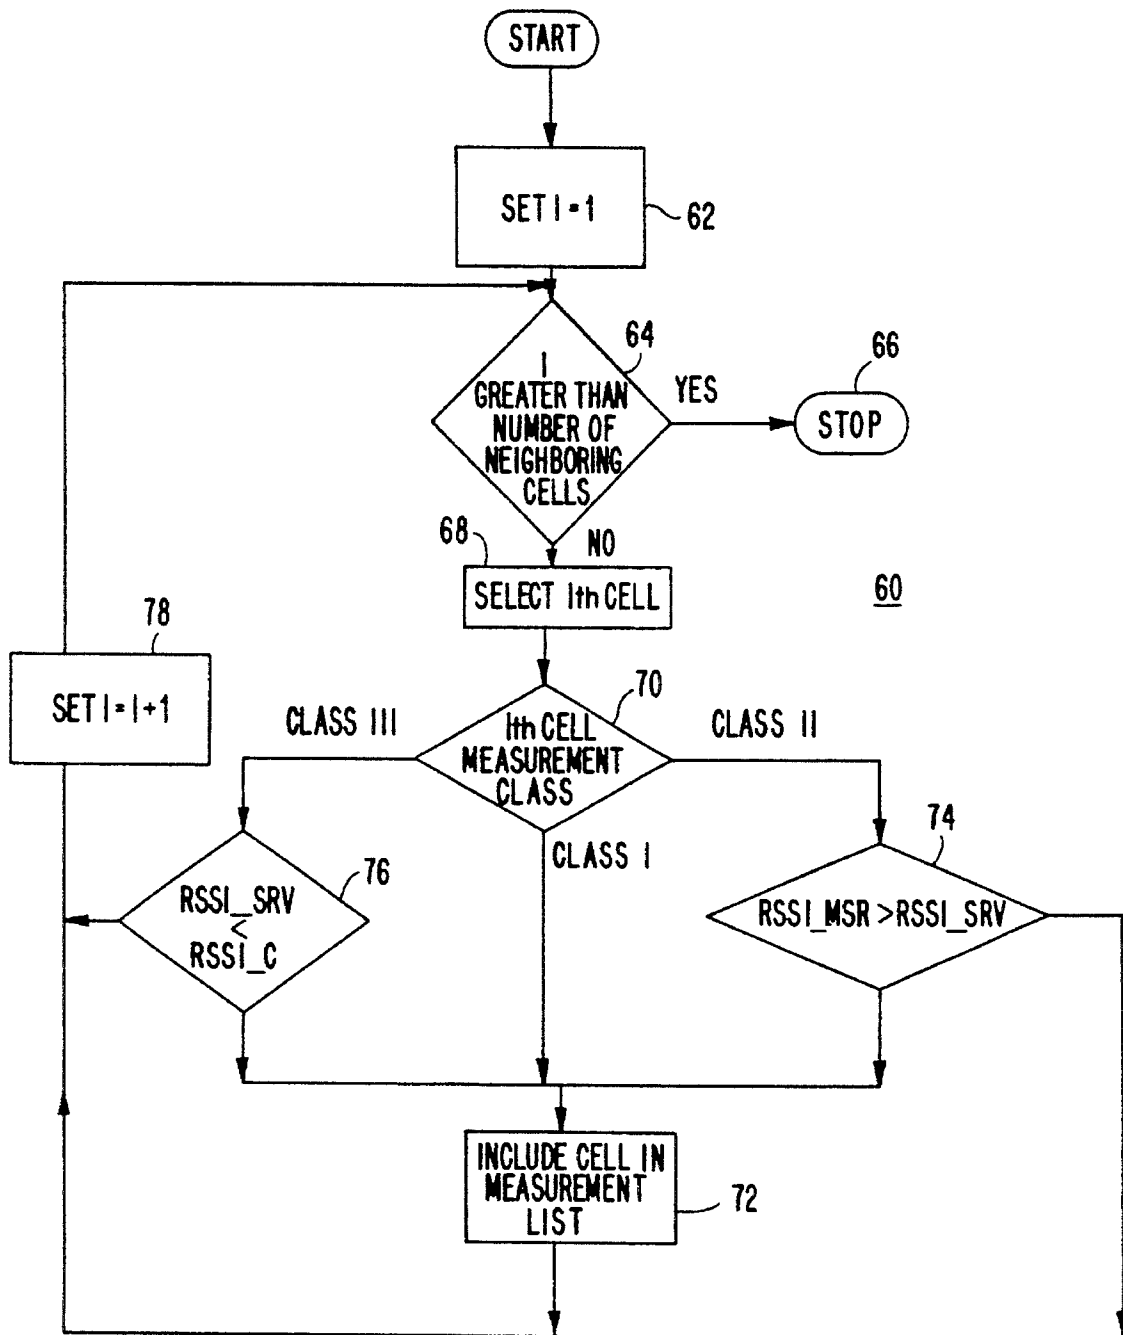 START
SET I = 1
62
64
I
GREATER THAN
NUMBER OF
NEIGHBORING
CELLS
YES
66
STOP
NO
68
SELECT Ith CELL
60
78
SET I = I + 1
70
CLASS III
Ith CELL
MEASUREMENT
CLASS
CLASS II
CLASS I
76
RSSI_SRV
<
RSSI_C
74
RSSI_MSR > RSSI_SRV
INCLUDE CELL IN
MEASUREMENT
LIST
72